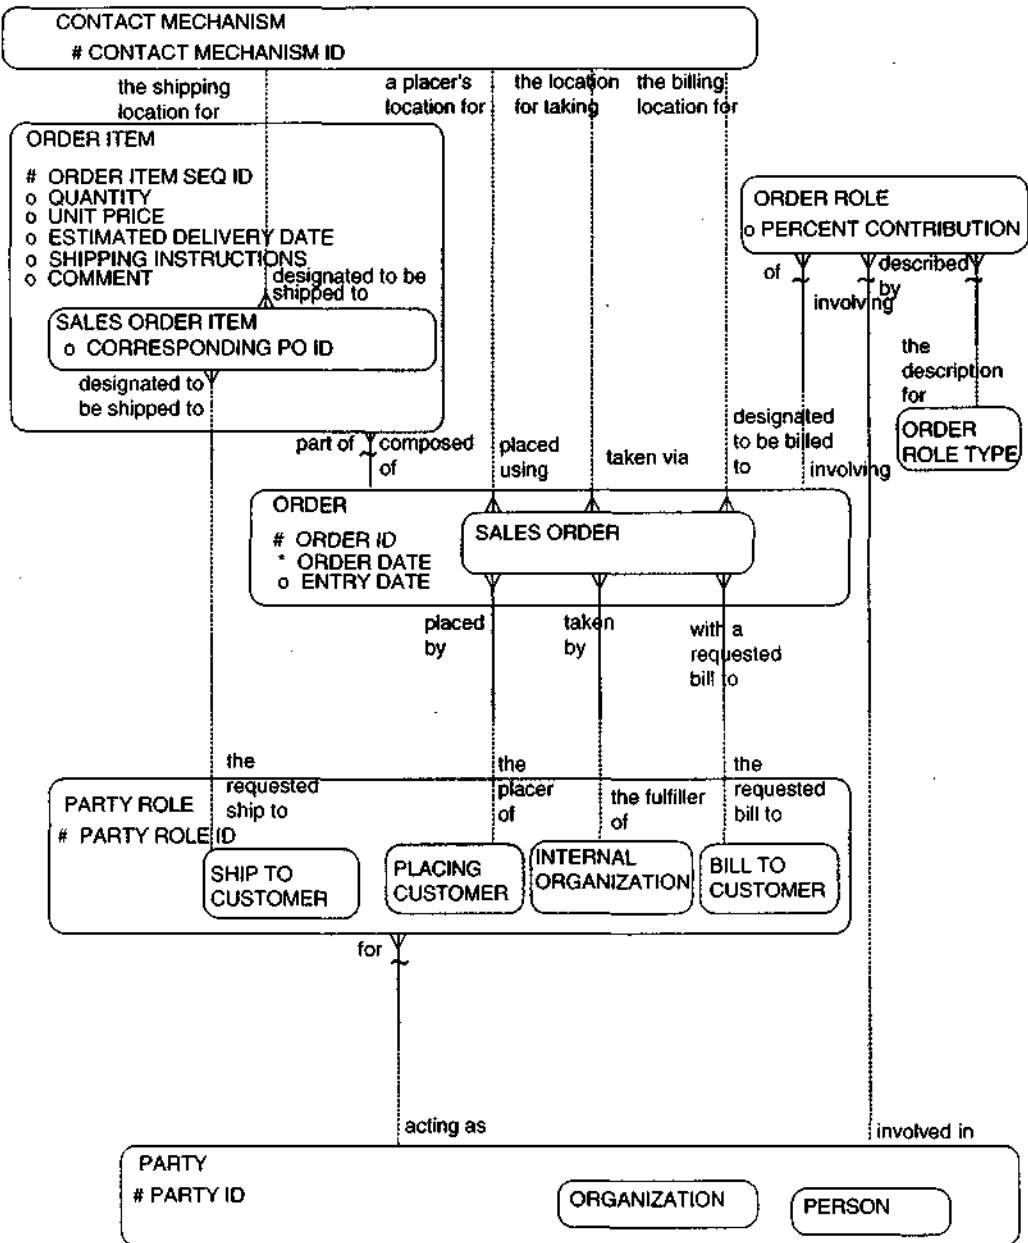 CONTACT MECHANISM
# CONTACT MECHANISM ID
the shipping
location for
a placer's
location for
the location
for taking
the billing
location for
ORDER ITEM
# ORDER ITEM SEQ ID
o QUANTITY
o UNIT PRICE
o ESTIMATED DELIVERY DATE
o SHIPPING INSTRUCTIONS
o COMMENT
designated to be
shipped to
SALES ORDER ITEM
o CORRESPONDING PO ID
designated to
be shipped to
ORDER ROLE
o PERCENT CONTRIBUTION
of
involving
described
by
the
description
for
ORDER
ROLE TYPE
part of
composed
of
placed
using
taken via
designated
to be billed
to
involving
ORDER
# ORDER ID
* ORDER DATE
o ENTRY DATE
SALES ORDER
placed
by
taken
by
with a
requested
bill to
the
requested
ship to
the
placer
of
the fulfiller
of
the
requested
bill to
PARTY ROLE
# PARTY ROLE ID
SHIP TO
CUSTOMER
PLACING
CUSTOMER
INTERNAL
ORGANIZATION
BILL TO
CUSTOMER
for
acting as
involved in
PARTY
# PARTY ID
ORGANIZATION
PERSON